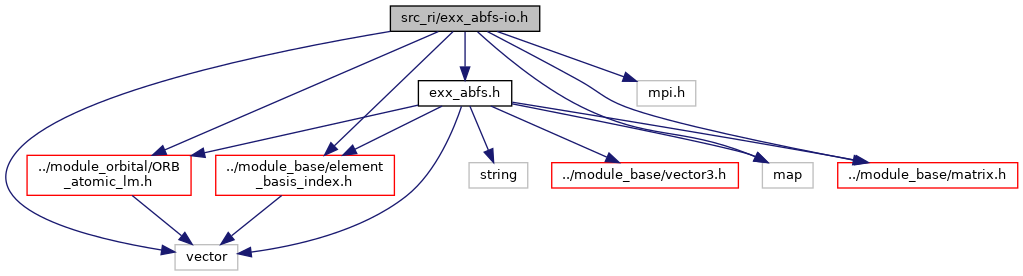 src_ri/exx_abfs-io.h
exx_abfs.h
mpi.h
../module_orbital/ORB
_atomic_lm.h
../module_base/element
_basis_index.h
string
../module_base/vector3.h
map
../module_base/matrix.h
vector